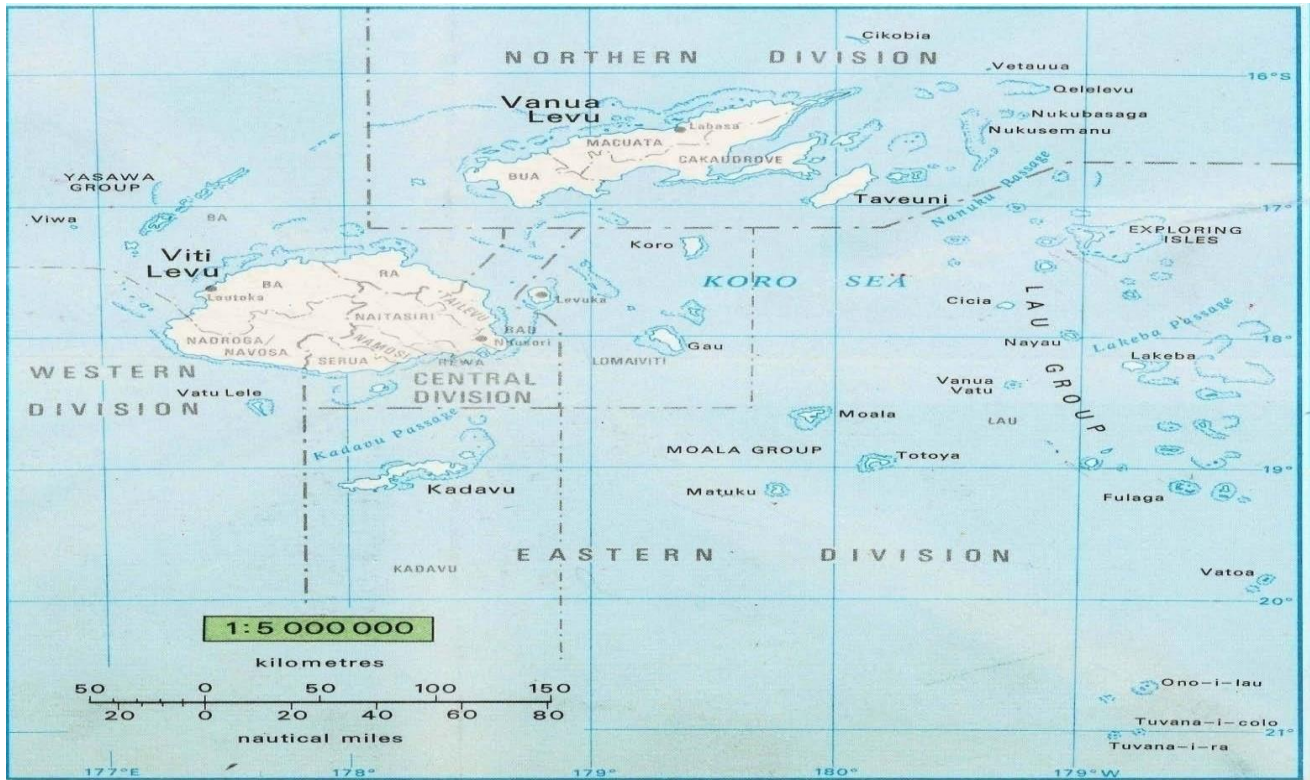 Cikobia
NORTHERN DIVISION
Vetauua
16°S
Qelelevu
Vanua
Levu
Nukubasaga
Labasa
Nukusemanu
MACUATA
CAKAUDROVE
YASAWA
GROUP
BUA
Nanuku Passage
Taveuni
17°
Viwa
BA
EXPLORING
ISLES
Koro
Viti
Levu
RA
KORO SEA
BA
Lautoka
TAILEVU
Levuka
LAU GROUP
Cicia
NAITASIRI
Lakeba Passage
BAU
Nausori
NADROGA/
NAVOSA
NAMOSI
18°
Nayau
Gau
SERUA
REWA
LOMAIVITI
Lakeba
WESTERN
DIVISION
CENTRAL
DIVISION
Vanua
Vatu
Vatu Lele
Moala
LAU
Kadavu Passage
MOALA GROUP
Totoya
19°
Kadavu
Matuku
Fulaga
EASTERN DIVISION
KADAVU
Vatoa
20°
1:5 000 000
kilometres
50 0 50 100 150
20 0 20 40 60 80
nautical miles
Ono-i-lau
Tuvana-i-colo
21°
Tuvana-i-ra
177°E 178° 179° 180° 179°W